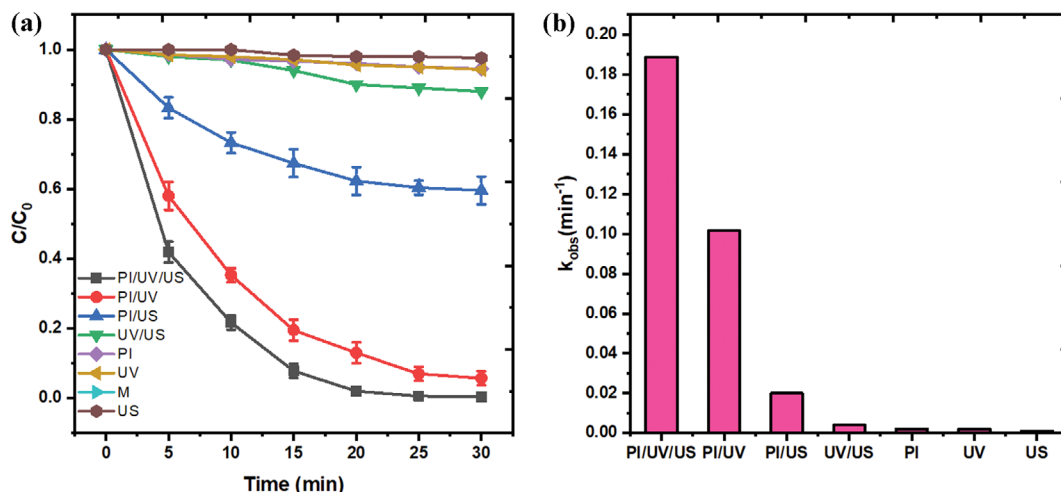 (a)
1.0
0.8
0.6
0.4
0.2
0.0
C/C0
PI/UV/US
PI/UV
PI/US
UV/US
PI
UV
M
US
0 5 10 15 20 25 30
Time (min)
(b)
0.20
0.18
0.16
0.14
0.12
0.10
0.08
0.06
0.04
0.02
0.00
kobs(min-1)
PI/UV/US PI/UV PI/US UV/US PI UV US